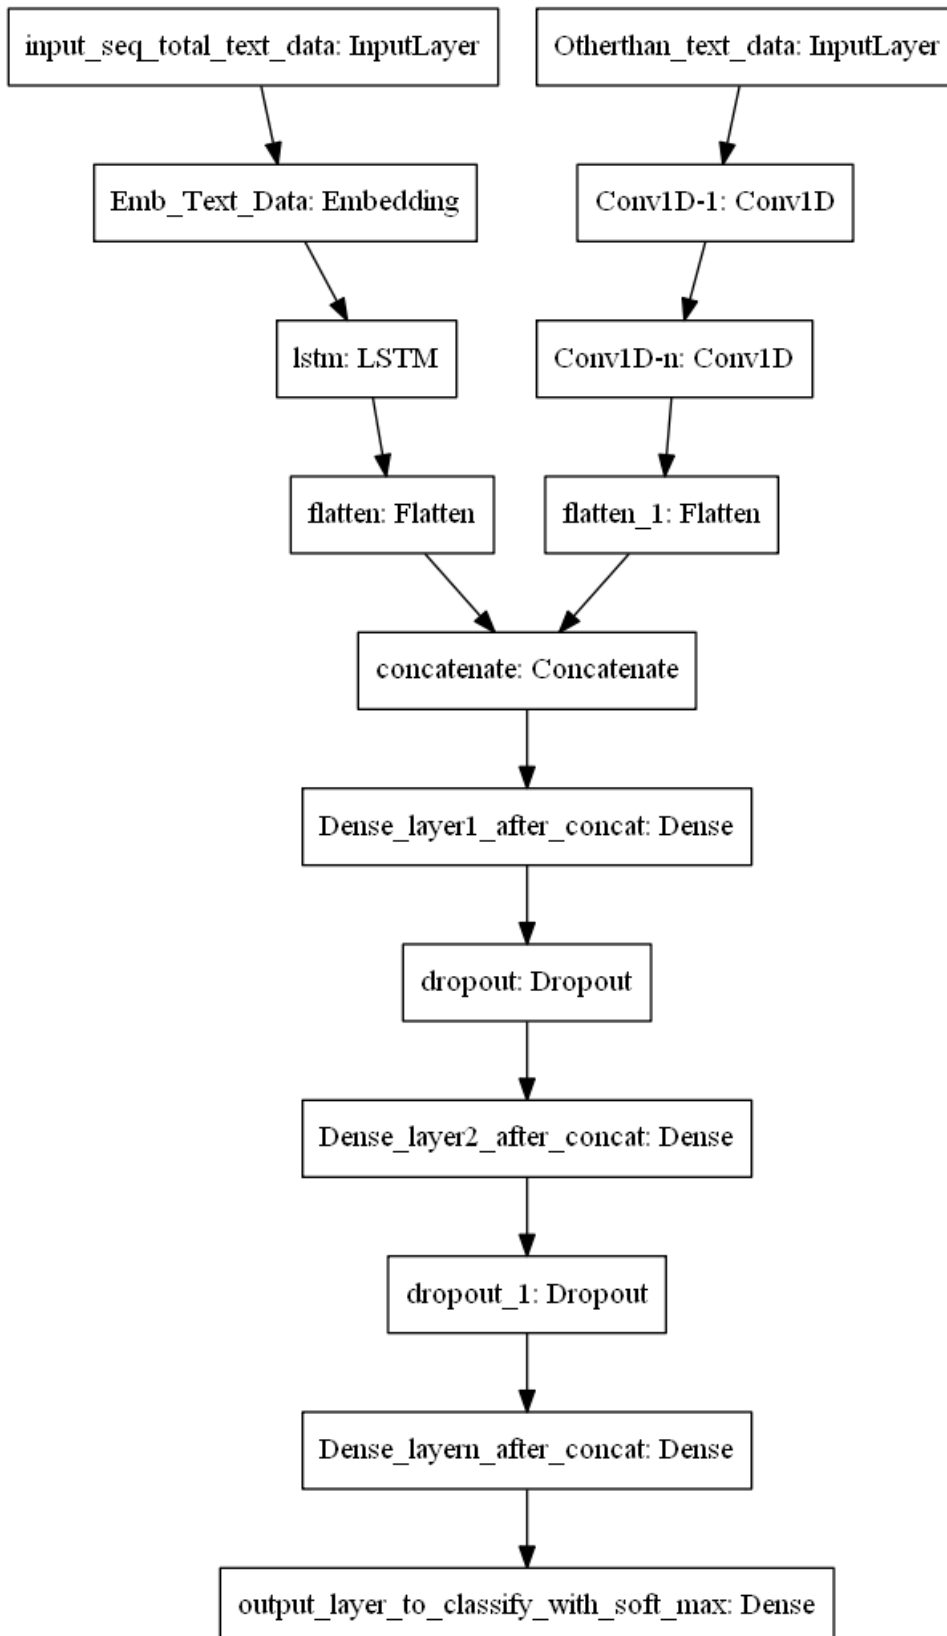 input_seq_total_text_data: InputLayer
Otherthan_text_data: InputLayer
Emb_Text_Data: Embedding
Conv1D-1: Conv1D
lstm: LSTM
Conv1D-n: Conv1D
flatten: Flatten
flatten_1: Flatten
concatenate: Concatenate
Dense_layer1_after_concat: Dense
dropout: Dropout
Dense_layer2_after_concat: Dense
dropout_1: Dropout
Dense_layern_after_concat: Dense
output_layer_to_classify_with_soft_max: Dense